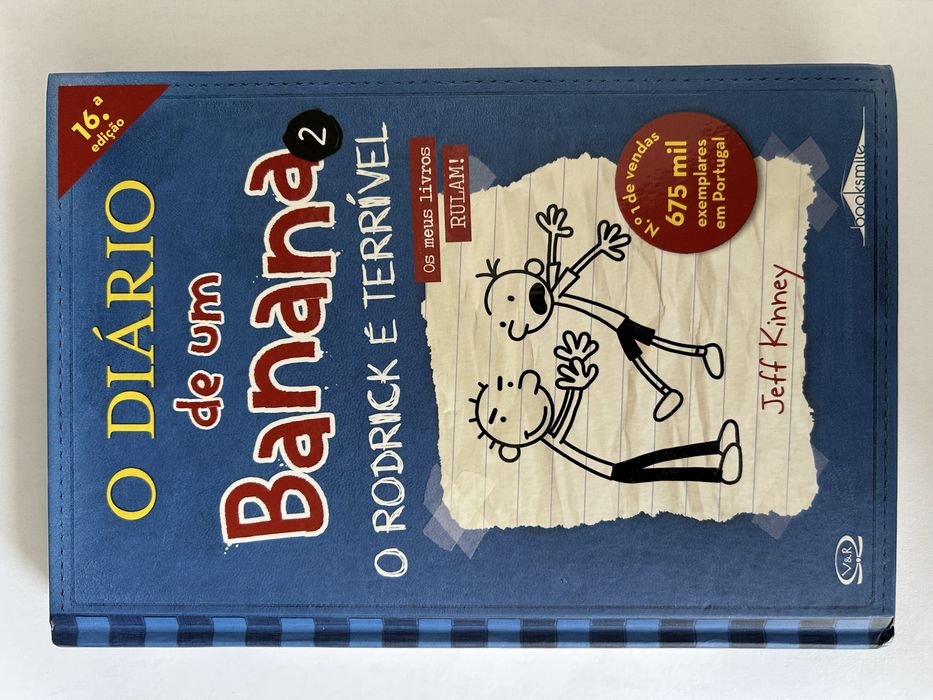 16.ª
edição
O DIÁRIO
de um
Banana
2
O RODRICK É TERRÍVEL
Os meus livros
RULAM!
N.º 1 de vendas
675 mil
exemplares
em Portugal
Jeff Kinney
V&R
booksmile